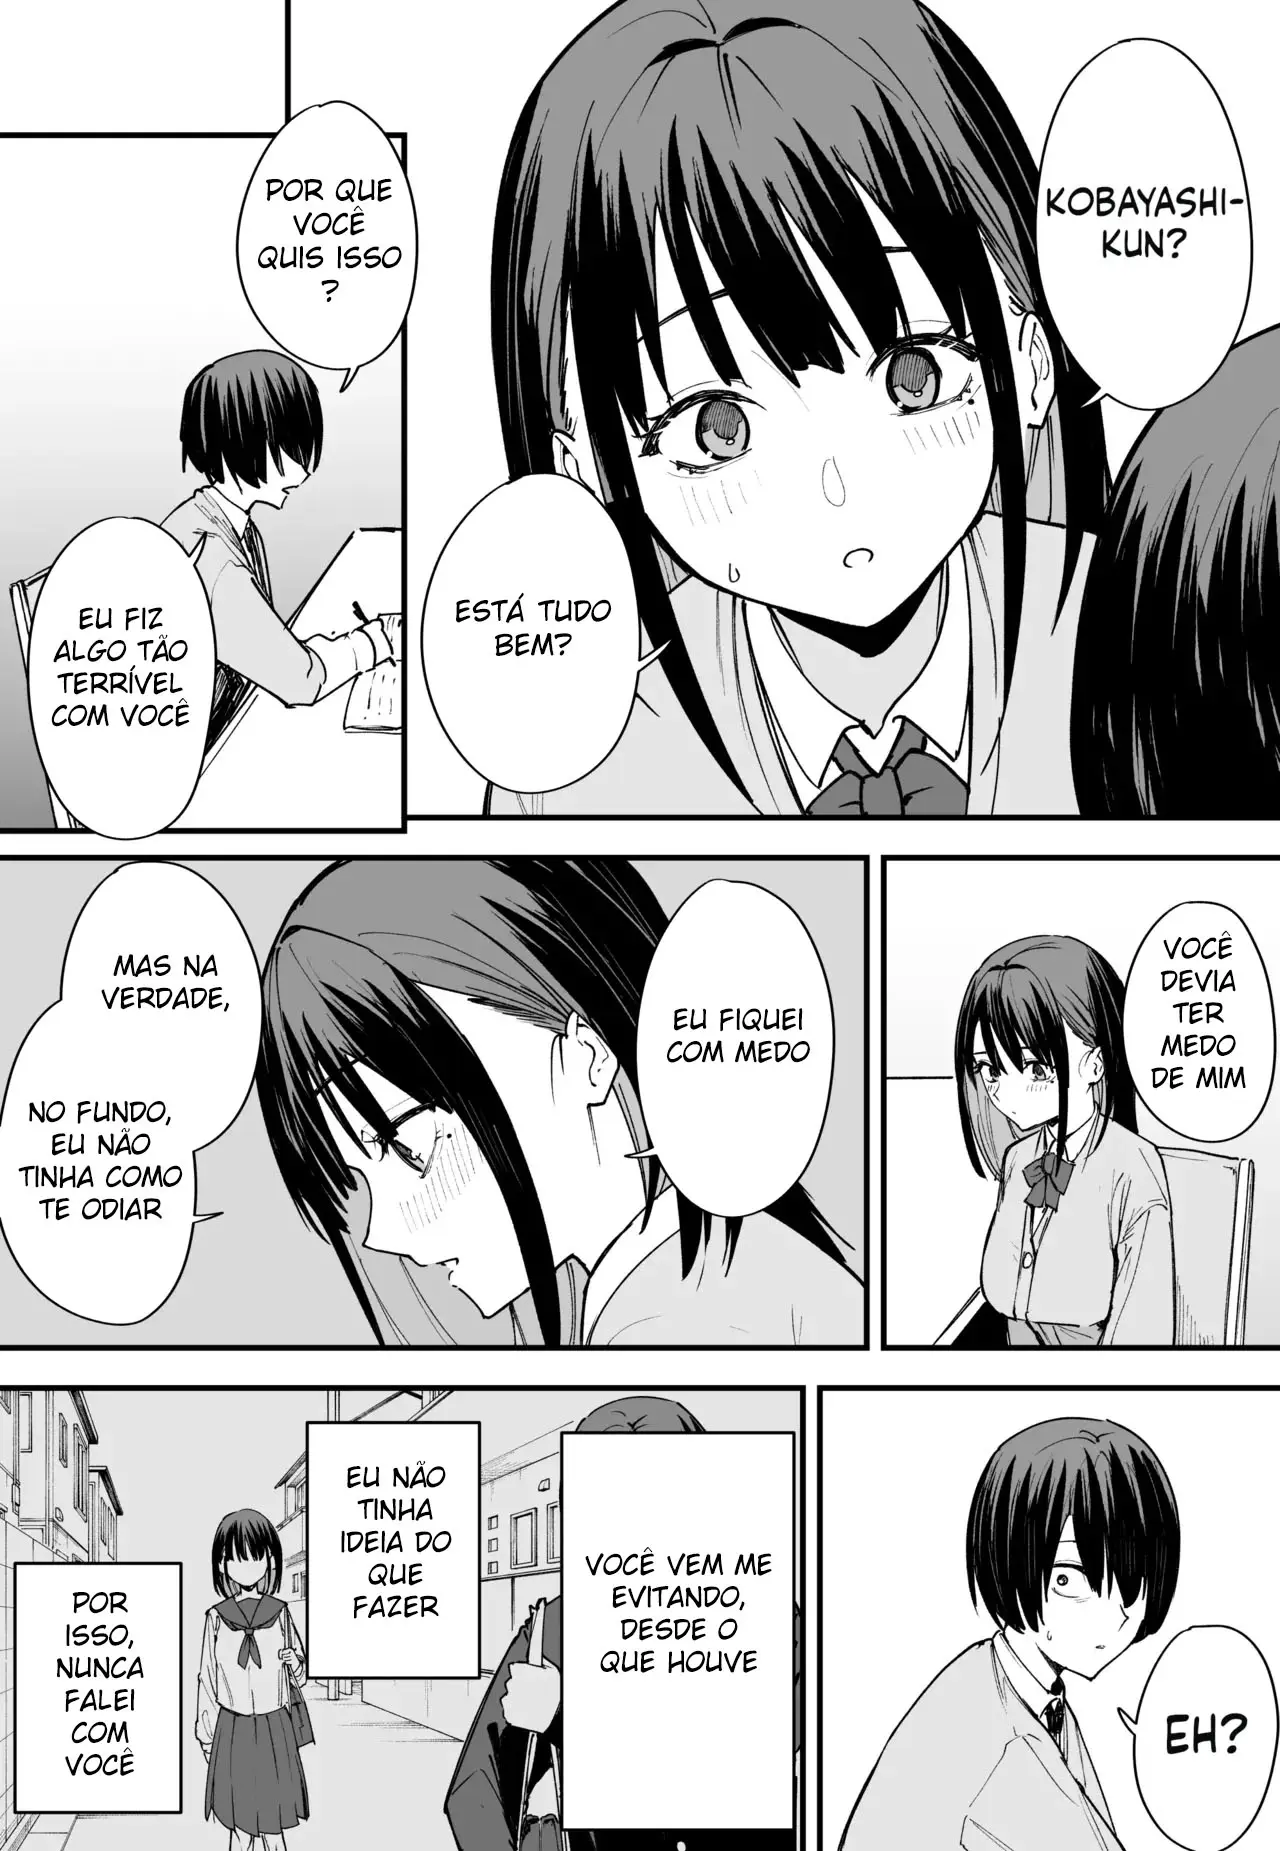 KOBAYASHI-
KUN?
ESTÁ TUDO
BEM?
POR QUE
VOCÊ
QUIS ISSO
?
EU FIZ
ALGO TÃO
TERRÍVEL
COM VOCÊ
VOCÊ
DEVIA
TER
MEDO
DE MIM
EU FIQUEI
COM MEDO
MAS NA
VERDADE,
NO FUNDO,
EU NÃO
TINHA COMO
TE ODIAR
EH?
VOCÊ VEM ME
EVITANDO,
DESDE O
QUE HOUVE
EU NÃO
TINHA
IDEIA DO
QUE
FAZER
POR
ISSO,
NUNCA
FALEI
COM
VOCÊ